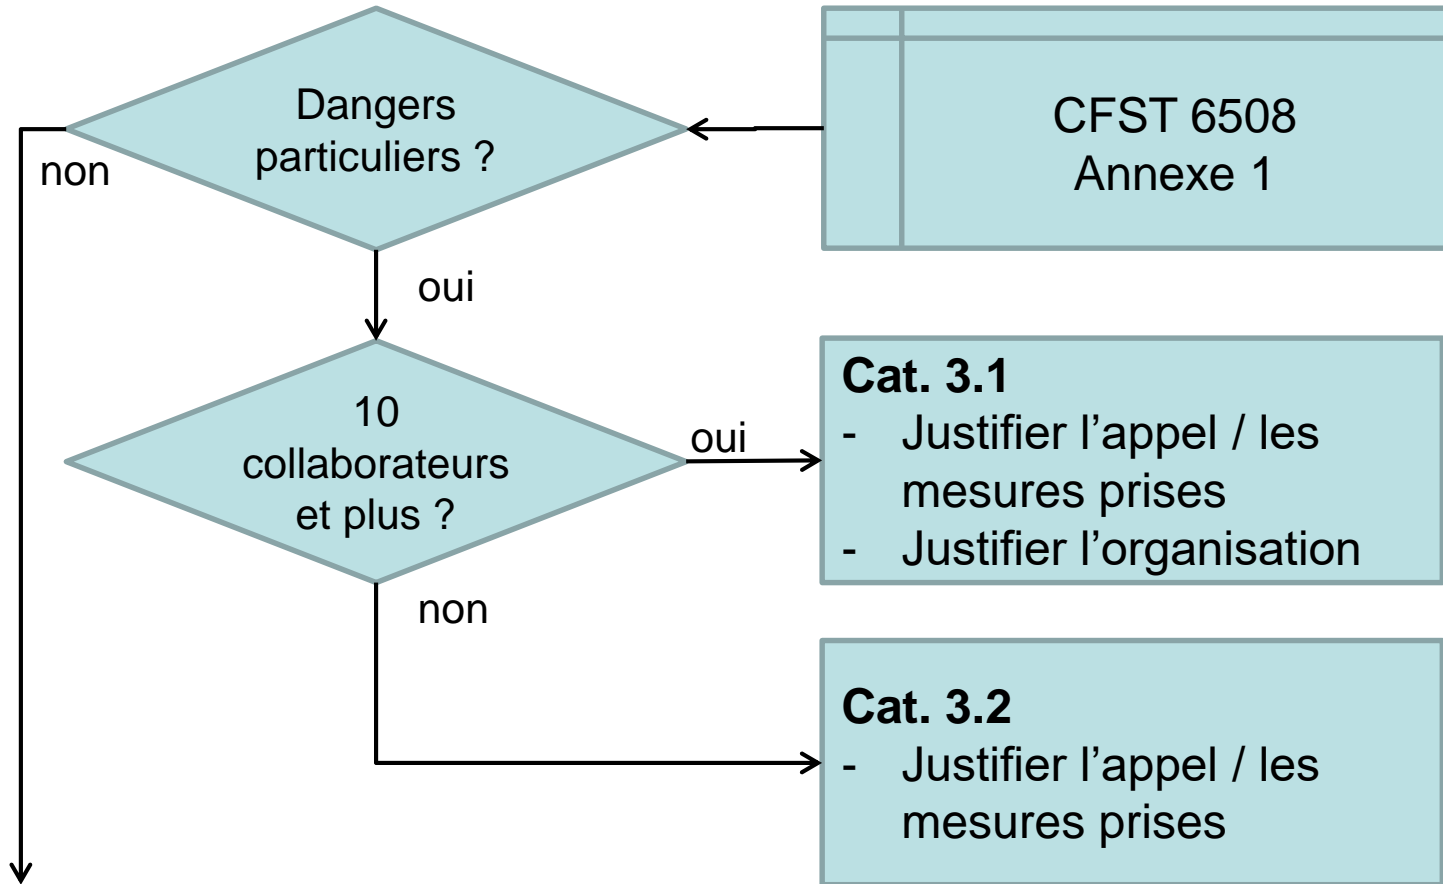 Dangers
particuliers ?
CFST 6508
Annexe 1
non
oui
10
collaborateurs
et plus ?
oui
Cat. 3.1
- Justifier l’appel / les
mesures prises
- Justifier l’organisation
non
Cat. 3.2
- Justifier l’appel / les
mesures prises